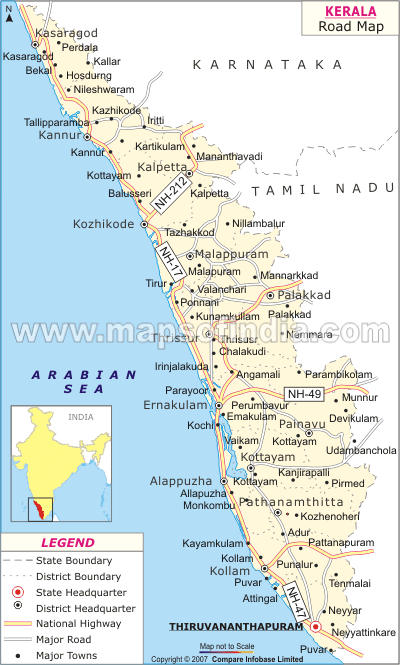 N
KERALA
Road Map
Kasaragod
Perdala
Kasaragod
Kallar
Bekal
Hosdurng
Nileshwaram
KARNATAKA
Kazhikode
Tallipparamba
Iritti
Kannur
Kannur
Kartikulam
Mananthavadi
Kalpetta
Kottayam
Kalpetta
NH-212
Balusseri
TAMIL NADU
Kozhikode
Nillambalur
Tazhakkod
NH-17
Malappuram
Malapuram
Mannarkkad
Tirur
Valanchari
Palakkad
Ponnani
Kunamkullam
Palakkad
www.mapsofindia.com
Thrissur
Thrisusr
Nemmara
Chalakudi
Irinjalakuda
Angamali
Parambikolam
ARABIAN
SEA
Parayoor
NH-49
Munnur
Ernakulam
Perumbavur
Emakulam
Devikulam
Kochi
Painavu
INDIA
Vaikam
Kottayam
Udambanchola
Kottayam
Kanjirapalli
Alappuzha
Kottayam
Pirmed
Allapuzha
Pathanamthitta
Monkombu
Kozhenoheri
Adur
Kayamkulam
Pattanapuram
Kollam
Punalur
Kollam
Puvar
Tenmalai
Attingal
NH-47
Neyyar
THIRUVANANTHAPURAM
Neyyattinkare
Puvar
LEGEND
State Boundary
District Boundary
State Headquarter
District Headquarter
National Highway
Major Road
Major Towns
Map not to Scale
Copyright © 2007 Compare Infobase Limited